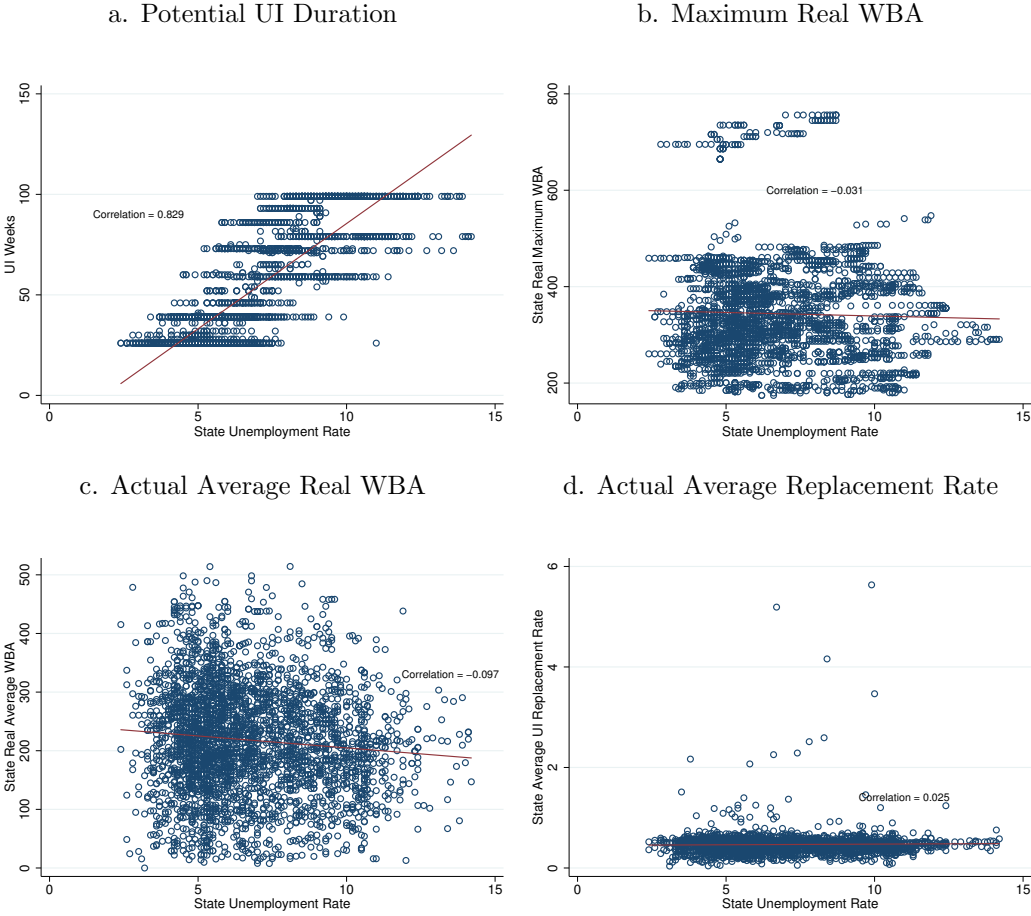 a. Potential UI Duration
UI Weeks
150
100
50
0
Correlation = 0.829
0 5 10 15
State Unemployment Rate
b. Maximum Real WBA
State Real Maximum WBA
800
600
400
200
Correlation = −0.031
0 5 10 15
State Unemployment Rate
c. Actual Average Real WBA
State Real Average WBA
500
400
300
200
100
0
Correlation = −0.097
0 5 10 15
State Unemployment Rate
d. Actual Average Replacement Rate
State Average UI Replacement Rate
6
4
2
0
Correlation = 0.025
0 5 10 15
State Unemployment Rate